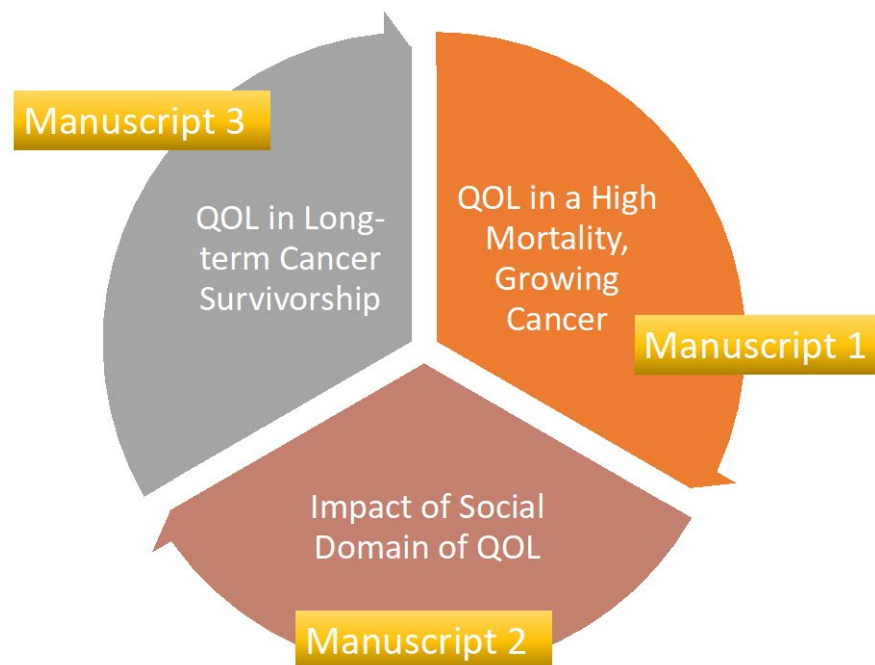 Manuscript 3
QOL in Long-
term Cancer
Survivorship
QOL in a High
Mortality,
Growing
Cancer
Manuscript 1
Impact of Social
Domain of QOL
Manuscript 2